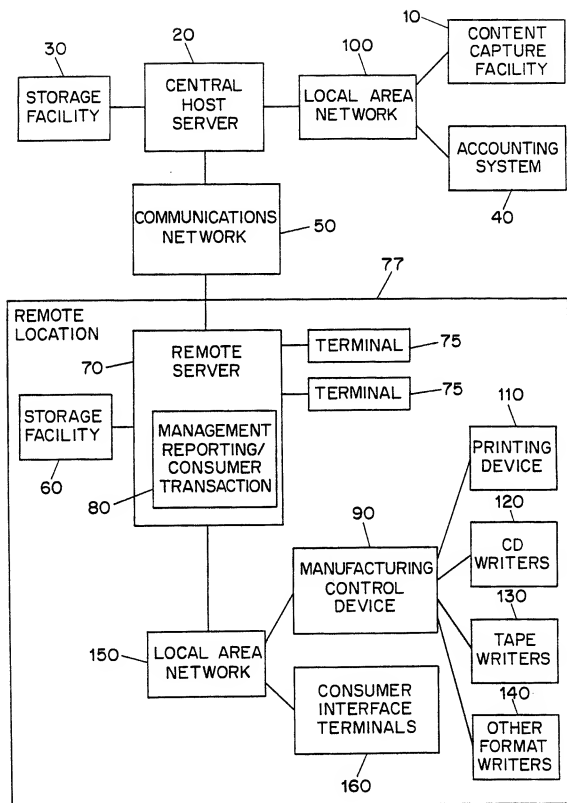 30
20
100
10
STORAGE
FACILITY
CENTRAL
HOST
SERVER
LOCAL AREA
NETWORK
CONTENT
CAPTURE
FACILITY
ACCOUNTING
SYSTEM
40
COMMUNICATIONS
NETWORK
50
77
REMOTE
LOCATION
70
REMOTE
SERVER
TERMINAL
75
TERMINAL
75
STORAGE
FACILITY
60
MANAGEMENT
REPORTING/
CONSUMER
TRANSACTION
80
110
PRINTING
DEVICE
90
MANUFACTURING
CONTROL
DEVICE
120
CD
WRITERS
130
TAPE
WRITERS
150
LOCAL AREA
NETWORK
CONSUMER
INTERFACE
TERMINALS
160
140
OTHER
FORMAT
WRITERS